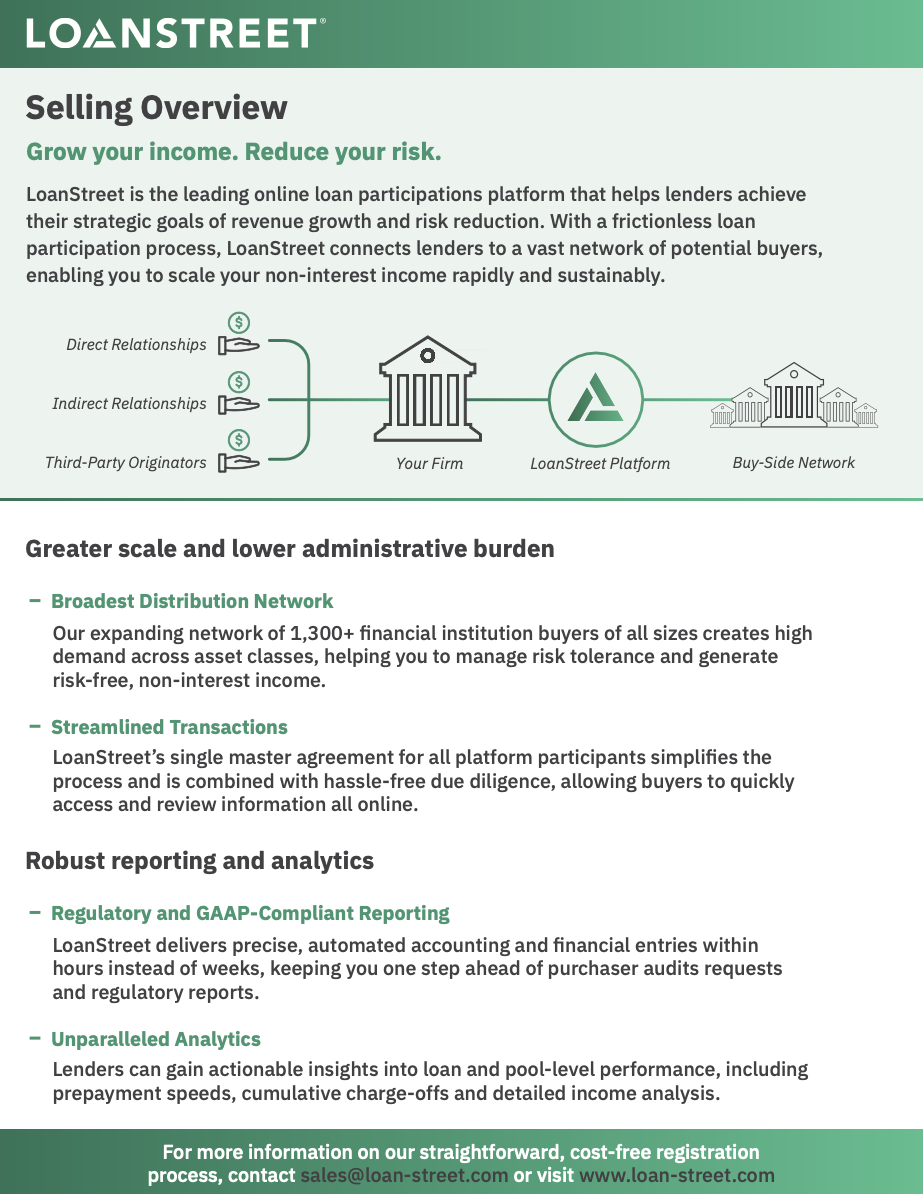 LOANSTREET®
Selling Overview
Grow your income. Reduce your risk.
LoanStreet is the leading online loan participations platform that helps lenders achieve
their strategic goals of revenue growth and risk reduction. With a frictionless loan
participation process, LoanStreet connects lenders to a vast network of potential buyers,
enabling you to scale your non-interest income rapidly and sustainably.
$
Direct Relationships
$
Indirect Relationships
$
Third-Party Originators
Your Firm
LoanStreet Platform
Buy-Side Network
Greater scale and lower administrative burden
– Broadest Distribution Network
Our expanding network of 1,300+ financial institution buyers of all sizes creates high
demand across asset classes, helping you to manage risk tolerance and generate
risk-free, non-interest income.
– Streamlined Transactions
LoanStreet’s single master agreement for all platform participants simplifies the
process and is combined with hassle-free due diligence, allowing buyers to quickly
access and review information all online.
Robust reporting and analytics
– Regulatory and GAAP-Compliant Reporting
LoanStreet delivers precise, automated accounting and financial entries within
hours instead of weeks, keeping you one step ahead of purchaser audits requests
and regulatory reports.
– Unparalleled Analytics
Lenders can gain actionable insights into loan and pool-level performance, including
prepayment speeds, cumulative charge-offs and detailed income analysis.
For more information on our straightforward, cost-free registration
process, contact sales@loan-street.com or visit www.loan-street.com